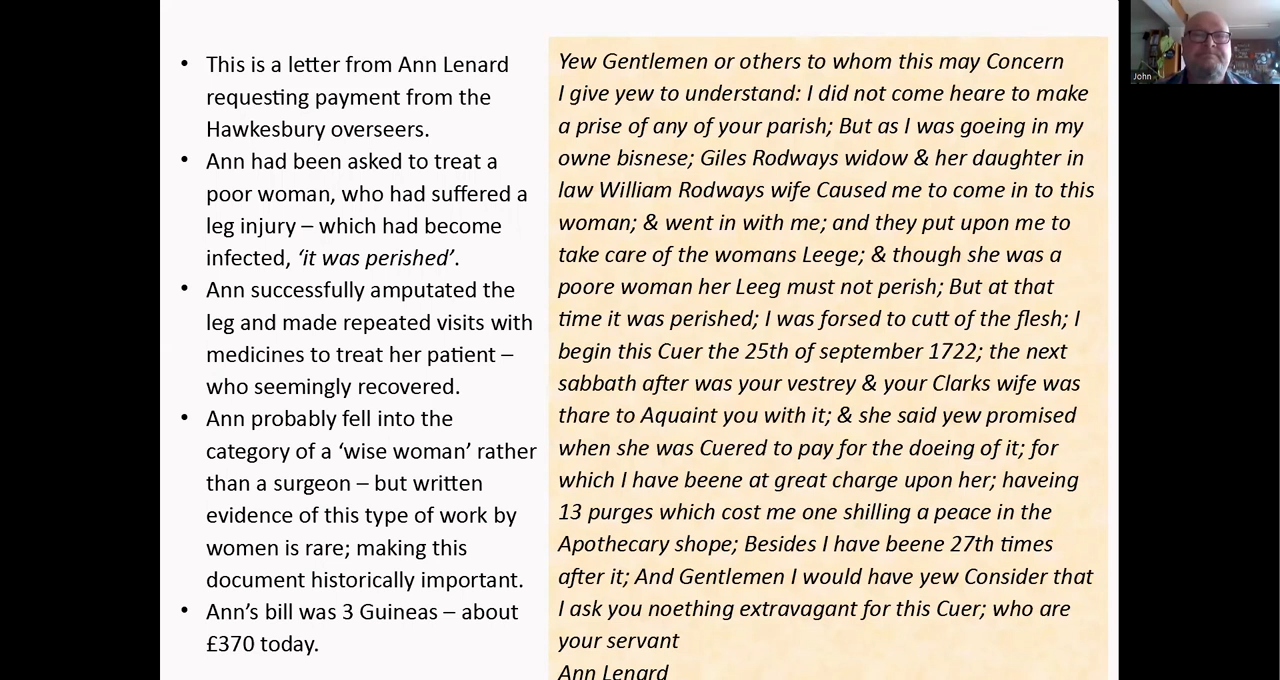 • This is a letter from Ann Lenard
requesting payment from the
Hawkesbury overseers.
• Ann had been asked to treat a
poor woman, who had suffered a
leg injury – which had become
infected, ‘it was perished’.
• Ann successfully amputated the
leg and made repeated visits with
medicines to treat her patient –
who seemingly recovered.
• Ann probably fell into the
category of a ‘wise woman’ rather
than a surgeon – but written
evidence of this type of work by
women is rare; making this
document historically important.
• Ann’s bill was 3 Guineas – about
£370 today.
Yew Gentlemen or others to whom this may Concern
I give yew to understand: I did not come heare to make
a prise of any of your parish; But as I was goeing in my
owne bisnese; Giles Rodways widow & her daughter in
law William Rodways wife Caused me to come in to this
woman; & went in with me; and they put upon me to
take care of the womans Leege; & though she was a
poore woman her Leeg must not perish; But at that
time it was perished; I was forsed to cutt of the flesh; I
begin this Cuer the 25th of september 1722; the next
sabbath after was your vestrey & your Clarks wife was
thare to Aquaint you with it; & she said yew promised
when she was Cuered to pay for the doeing of it; for
which I have beene at great charge upon her; haveing
13 purges which cost me one shilling a peace in the
Apothecary shope; Besides I have beene 27th times
after it; And Gentlemen I would have yew Consider that
I ask you noething extravagant for this Cuer; who are
your servant
Ann Lenard
John